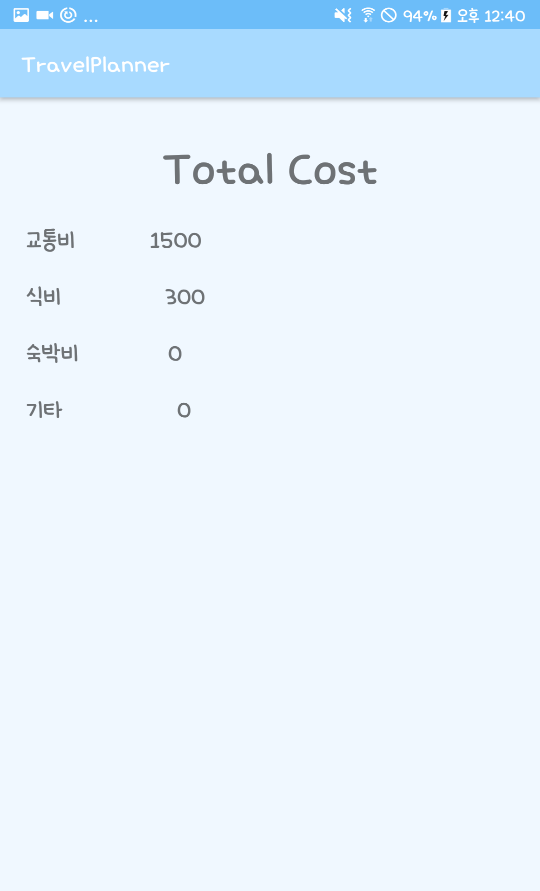 ... 94% 오후 12:40
TravelPlanner
Total Cost
교통비 1500
식비 300
숙박비 0
기타 0